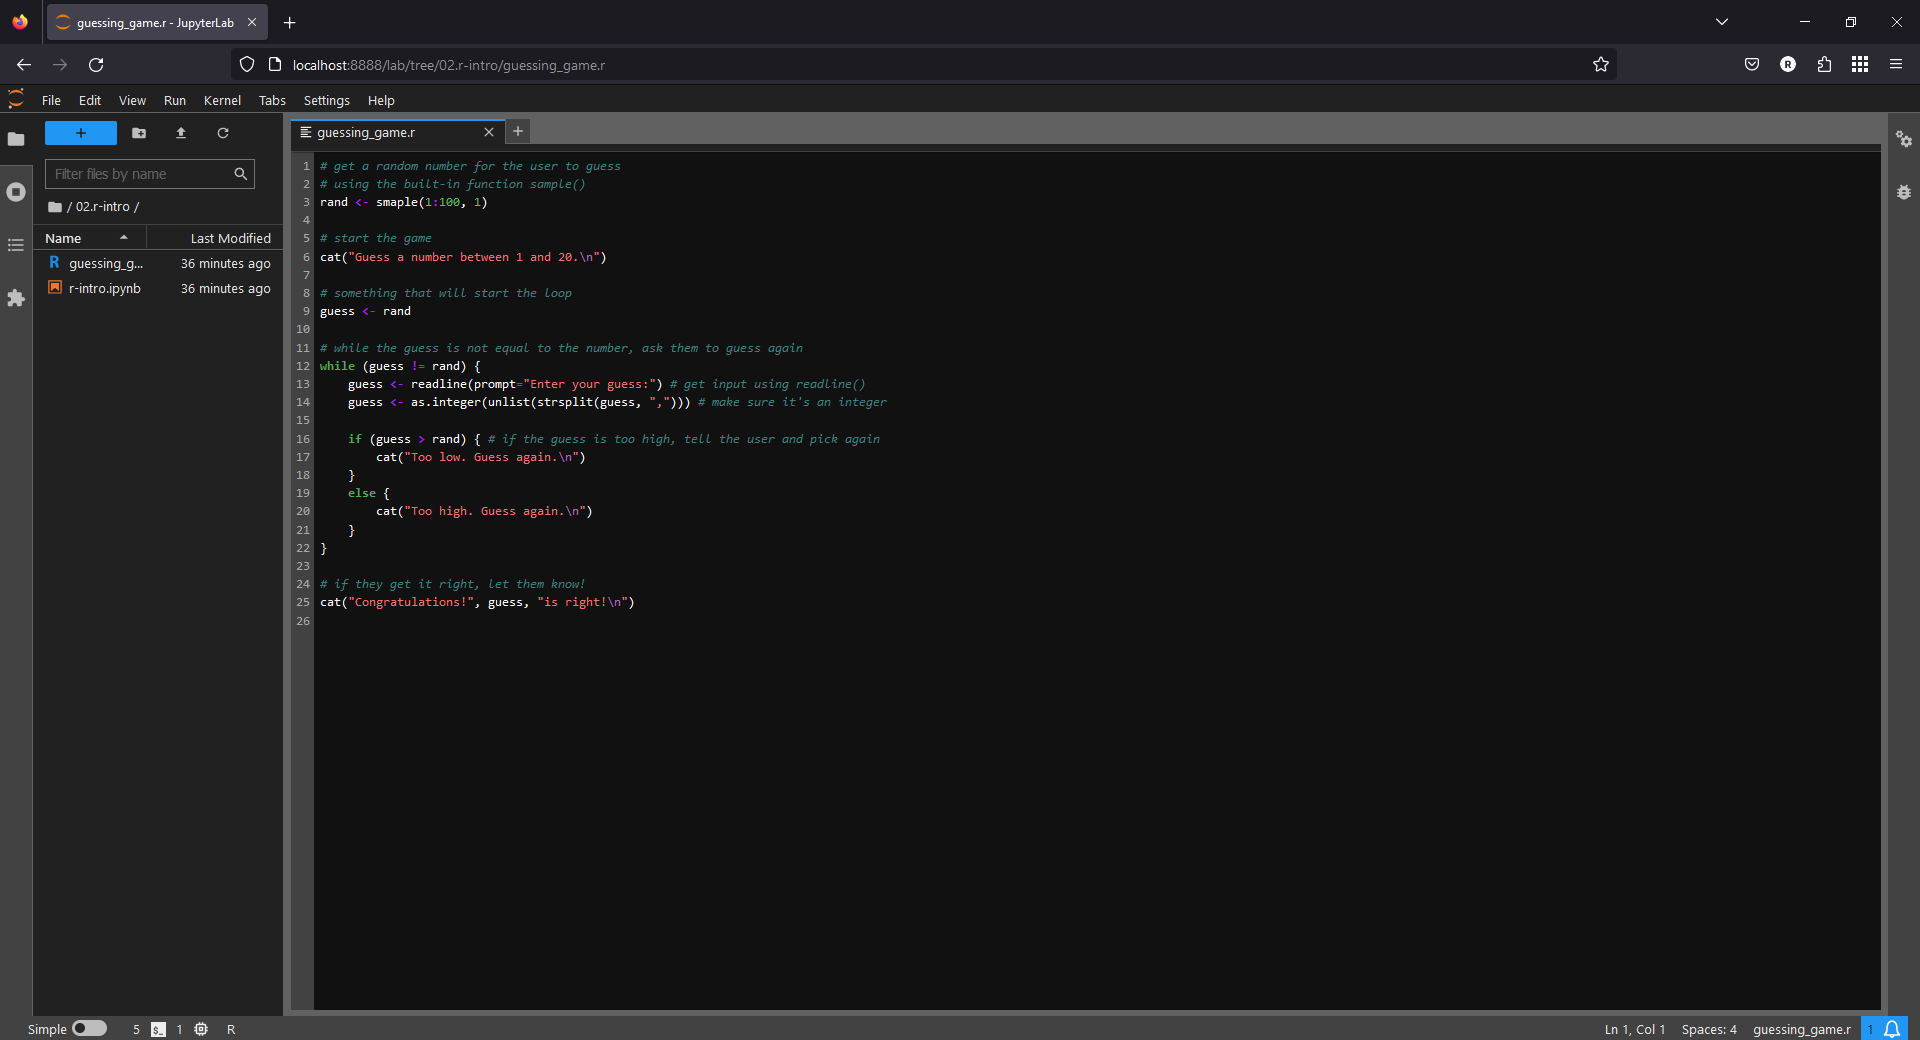 guessing_game.r - JupyterLab
localhost:8888/lab/tree/02.r-intro/guessing_game.r
File Edit View Run Kernel Tabs Settings Help
Filter files by name
/ 02.r-intro /
Name Last Modified
guessing_g... 36 minutes ago
r-intro.ipynb 36 minutes ago
guessing_game.r
1 # get a random number for the user to guess
2 # using the built-in function sample()
3 rand <- smaple(1:100, 1)
4
5 # start the game
6 cat("Guess a number between 1 and 20.\n")
7
8 # something that will start the loop
9 guess <- rand
10
11 # while the guess is not equal to the number, ask them to guess again
12 while (guess != rand) {
13     guess <- readline(prompt="Enter your guess:") # get input using readline()
14     guess <- as.integer(unlist(strsplit(guess, ","))) # make sure it's an integer
15
16     if (guess > rand) { # if the guess is too high, tell the user and pick again
17         cat("Too low. Guess again.\n")
18     }
19     else {
20         cat("Too high. Guess again.\n")
21     }
22 }
23
24 # if they get it right, let them know!
25 cat("Congratulations!", guess, "is right!\n")
26
Simple 5 $_ 1 R Ln 1, Col 1 Spaces: 4 guessing_game.r 1